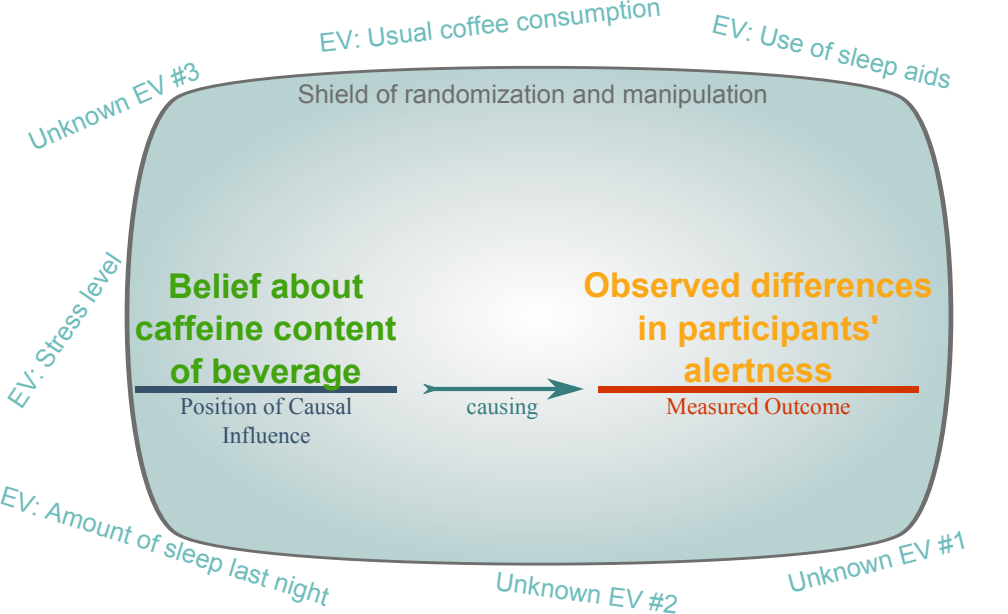 EV: Usual coffee consumption
EV: Use of sleep aids
Unknown EV #3
Shield of randomization and manipulation
EV: Stress level
Belief about
caffeine content
of beverage
Position of Causal
Influence
causing
Observed differences
in participants'
alertness
Measured Outcome
EV: Amount of sleep last night
Unknown EV #2
Unknown EV #1